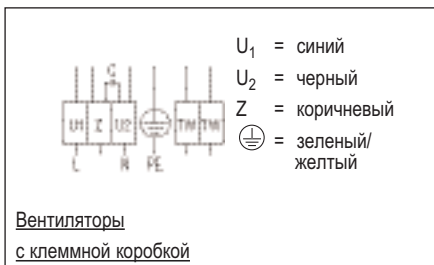 C
U1 Z U2 TW TW
L N PE
U₁ = синий
U₂ = черный
Z = коричневый
= зеленый/
желтый
Вентиляторы
с клеммной коробкой